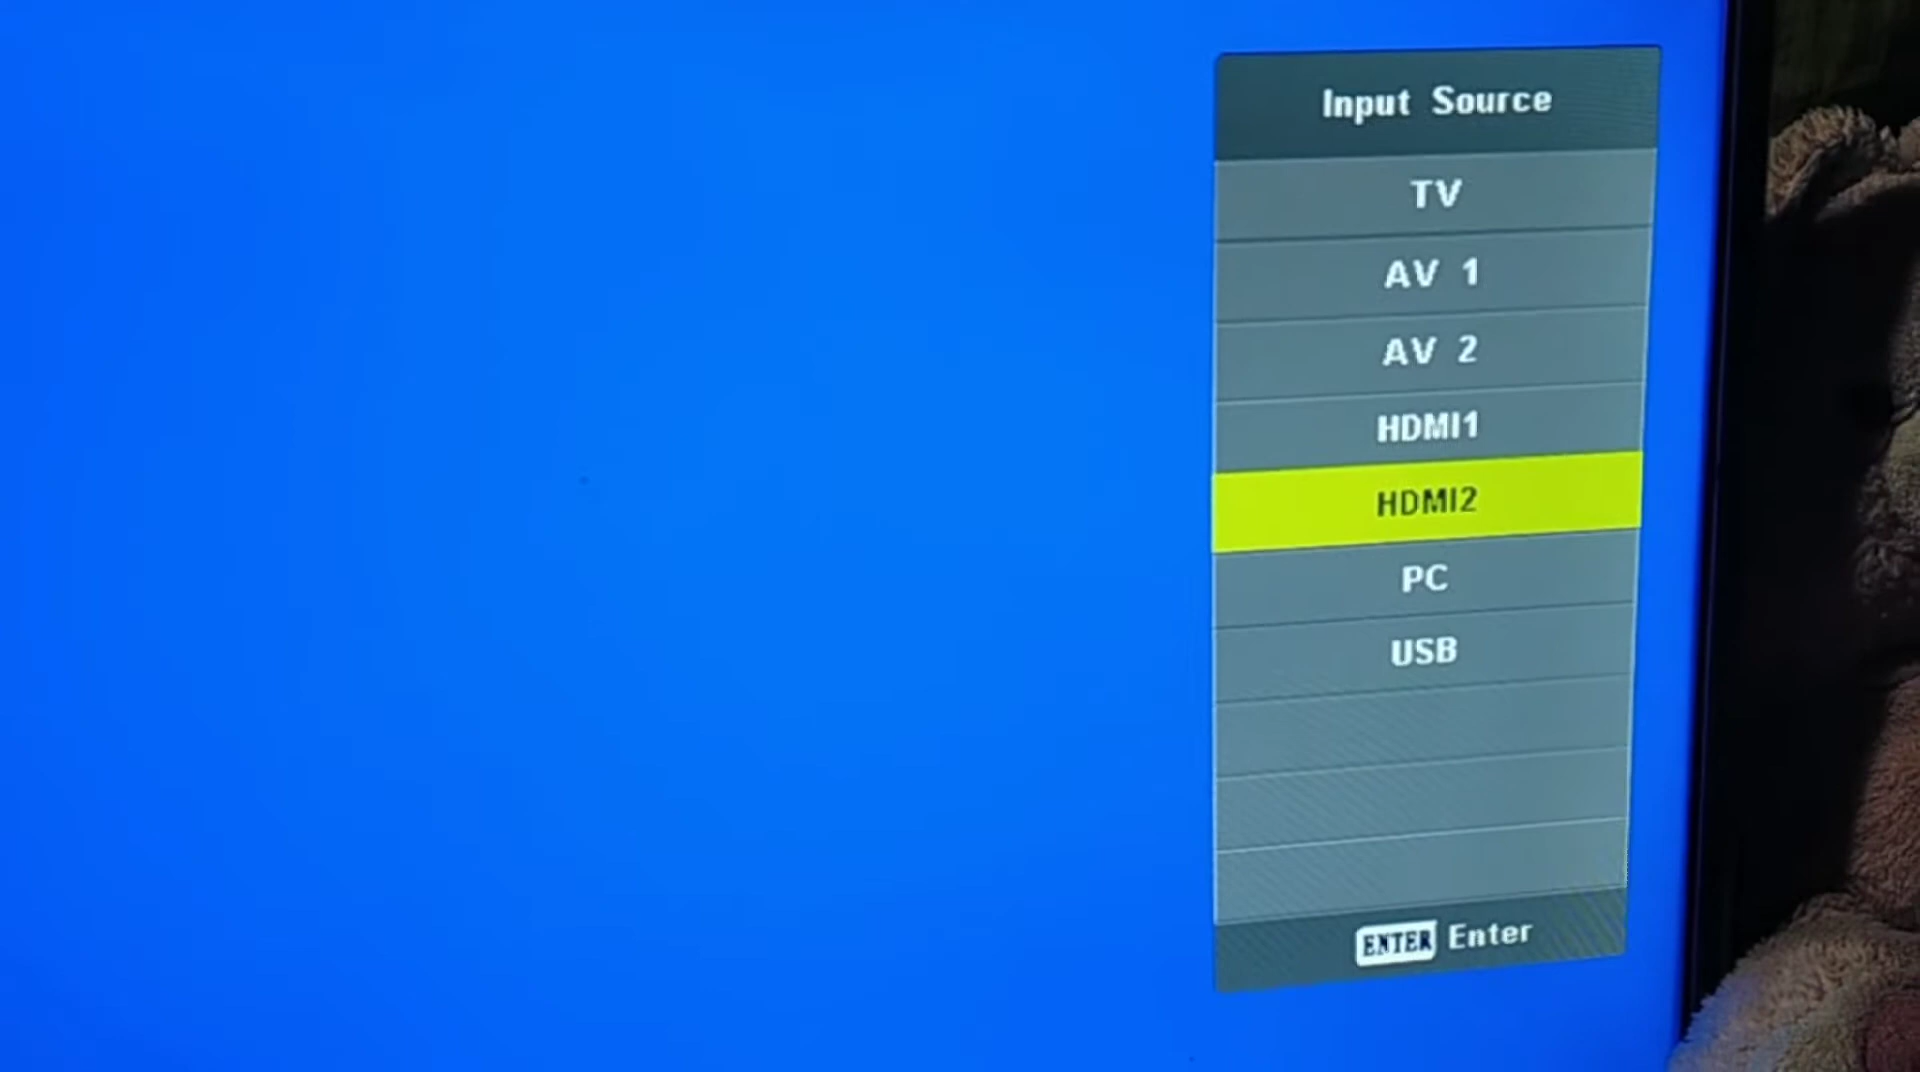 Input Source
TV
AV 1
AV 2
HDMI1
HDMI2
PC
USB
ENTER Enter